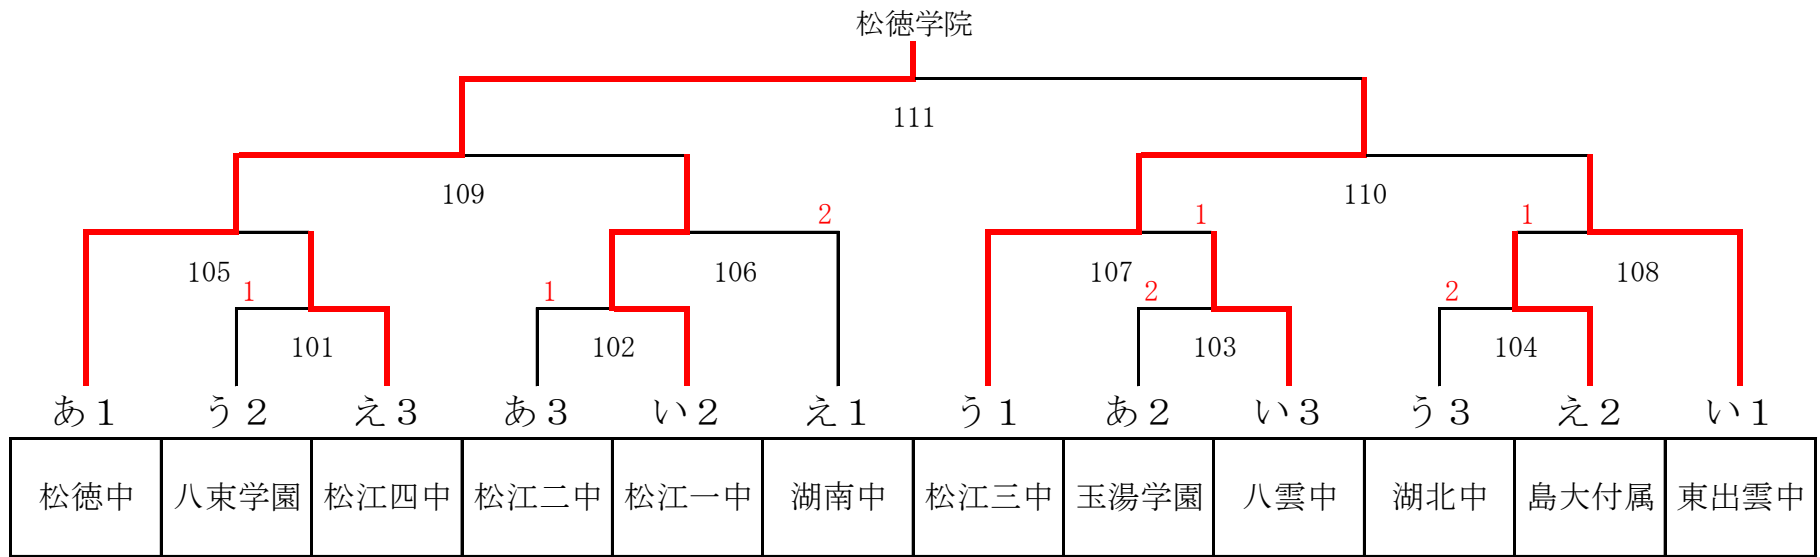 松徳学院
111
109 110
2 1 1
105 106 107 108
1 1 2 2
101 102 103 104
あ1 う2 え3 あ3 い2 え1 う1 あ2 い3 う3 え2 い1
松徳中 八束学園 松江四中 松江二中 松江一中 湖南中 松江三中 玉湯学園 八雲中 湖北中 島大付属 東出雲中